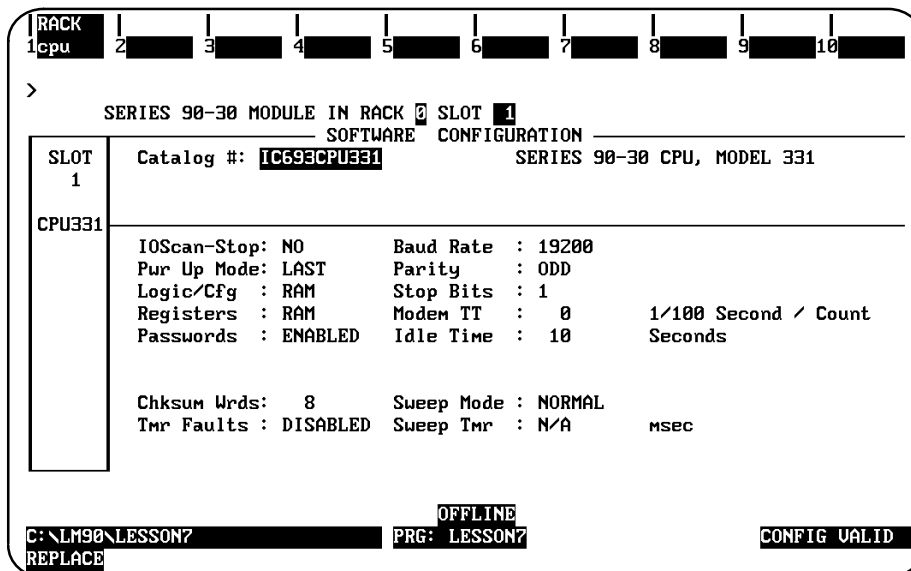 RACK
1cpu 2 3 4 5 6 7 8 9 10
>
SERIES 90-30 MODULE IN RACK 0 SLOT 1
SOFTWARE CONFIGURATION
SLOT Catalog #: IC693CPU331 SERIES 90-30 CPU, MODEL 331
1
CPU331
IOScan-Stop: NO Baud Rate : 19200
Pwr Up Mode: LAST Parity : ODD
Logic/Cfg : RAM Stop Bits : 1
Registers : RAM Modem TT : 0 1/100 Second / Count
Passwords : ENABLED Idle Time : 10 Seconds
Chksum Wrds: 8 Sweep Mode : NORMAL
Tmr Faults : DISABLED Sweep Tmr : N/A msec
OFFLINE
C:\LM90\LESSON7 PRG: LESSON7 CONFIG VALID
REPLACE